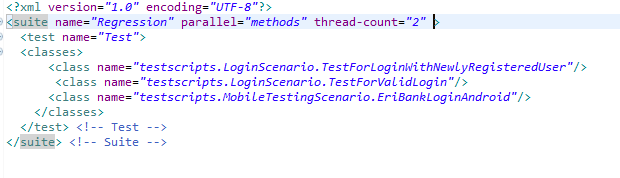 <?xml version="1.0" encoding="UTF-8"?>
<suite name="Regression" parallel="methods" thread-count="2" >
<test name="Test">
<classes>
<class name="testscripts.LoginScenario.TestForLoginWithNewlyRegisteredUser"/>
<class name="testscripts.LoginScenario.TestForValidLogin"/>
<class name="testscripts.MobileTestingScenario.EriBankLoginAndroid"/>
</classes>
</test> <!-- Test -->
</suite> <!-- Suite -->